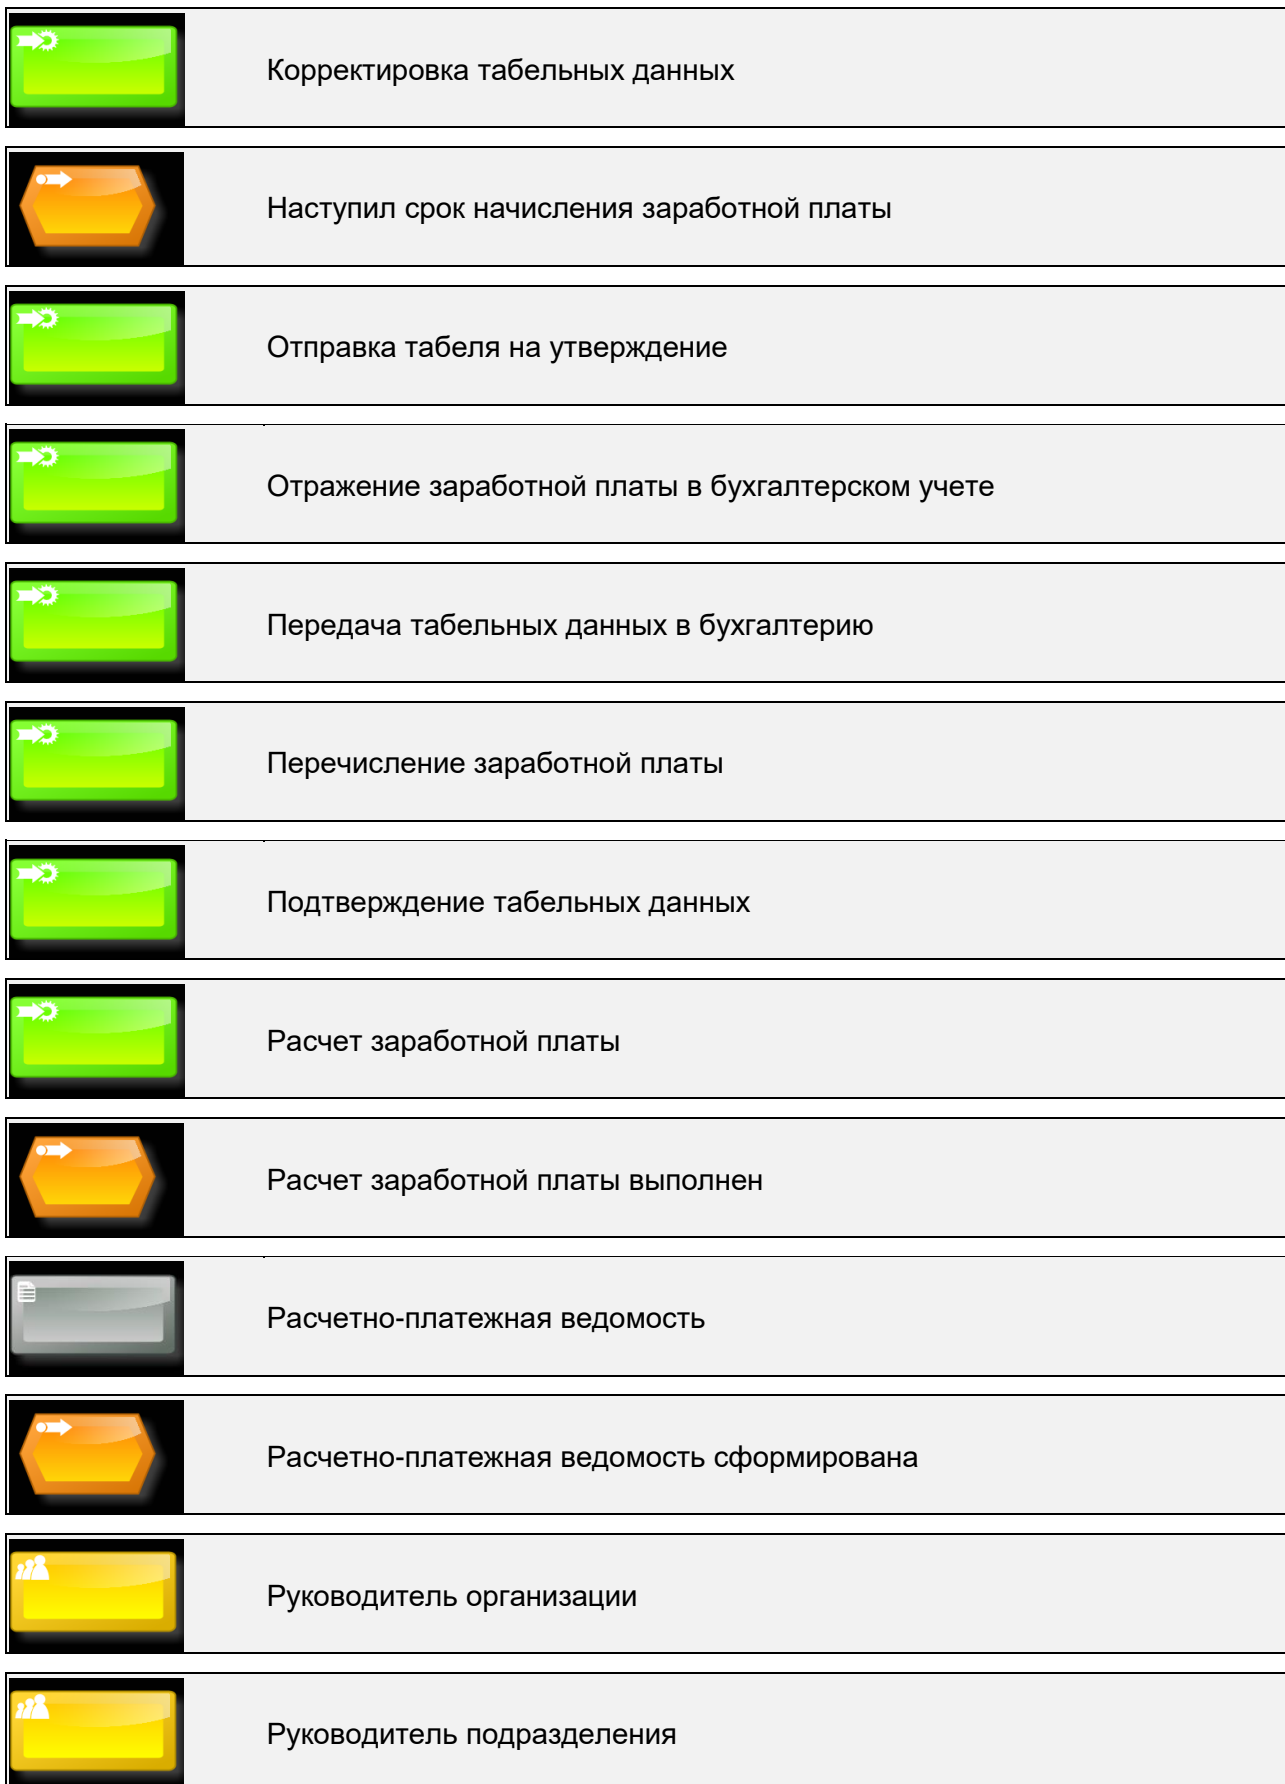 Корректировка табельных данных
Наступил срок начисления заработной платы
Отправка табеля на утверждение
Отражение заработной платы в бухгалтерском учете
Передача табельных данных в бухгалтерию
Перечисление заработной платы
Подтверждение табельных данных
Расчет заработной платы
Расчет заработной платы выполнен
Расчетно-платежная ведомость
Расчетно-платежная ведомость сформирована
Руководитель организации
Руководитель подразделения